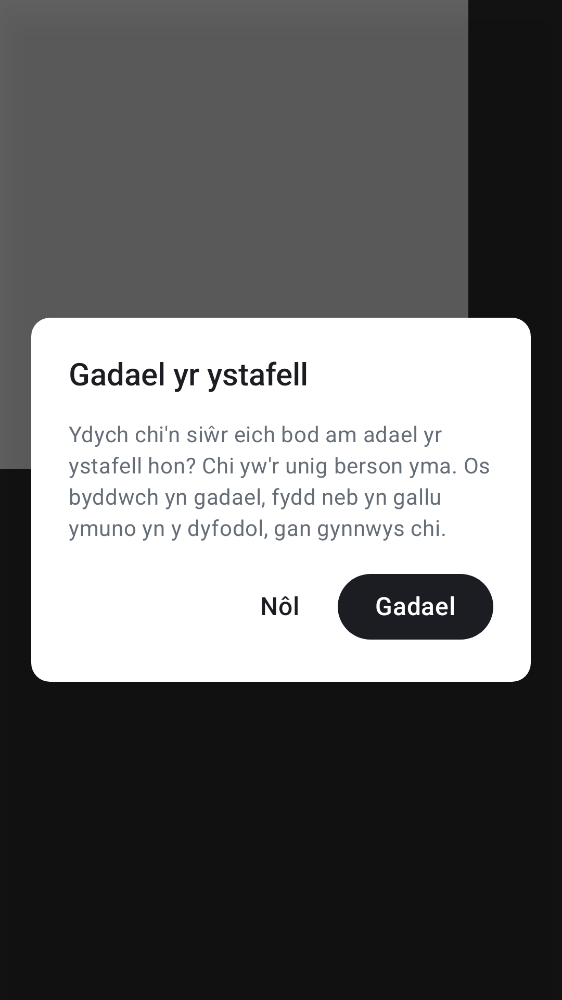 Gadael yr ystafell
Ydych chi'n siŵr eich bod am adael yr
ystafell hon? Chi yw'r unig berson yma. Os
byddwch yn gadael, fydd neb yn gallu
ymuno yn y dyfodol, gan gynnwys chi.
Nôl
Gadael